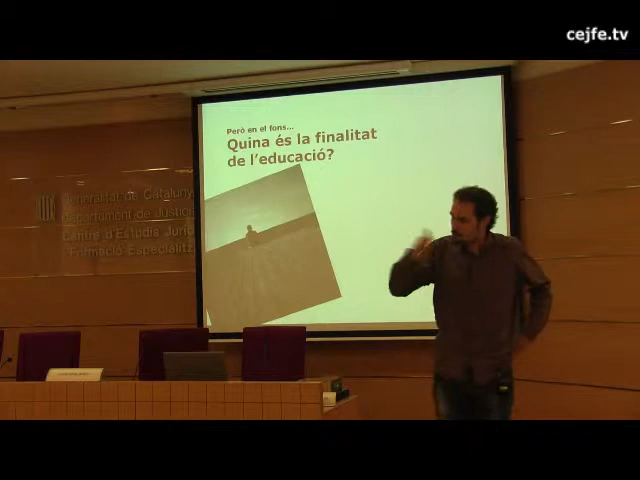 cejfe.tv
Però en el fons...
Quina és la finalitat
de l'educació?
Generalitat de Catalunya
Departament de Justícia
Centre d'Estudis Jurídics
Formació Especialitzada